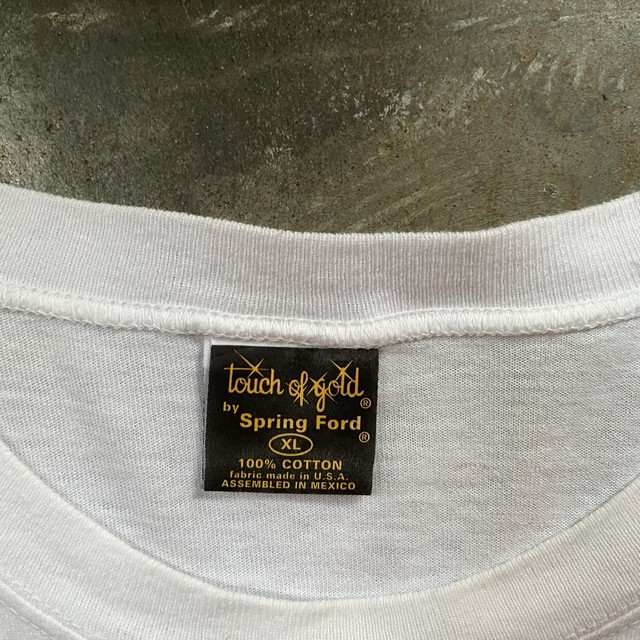 touch of gold®
by
Spring Ford®
XL
100% COTTON
fabric made in U.S.A.
ASSEMBLED IN MEXICO